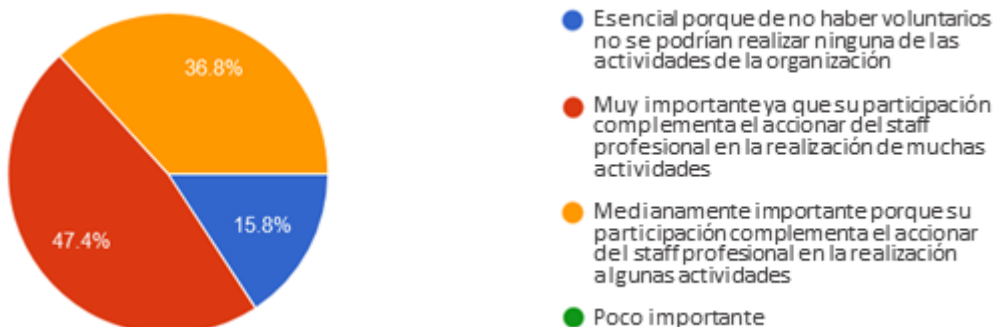 36.8%
15.8%
47.4%
Esencial porque de no haber voluntarios
no se podrían realizar ninguna de las
actividades de la organización
Muy importante ya que su participación
complementa el accionar del staff
profesional en la realización de muchas
actividades
Medianamente importante porque su
participación complementa el accionar
del staff profesional en la realización
algunas actividades
Poco importante